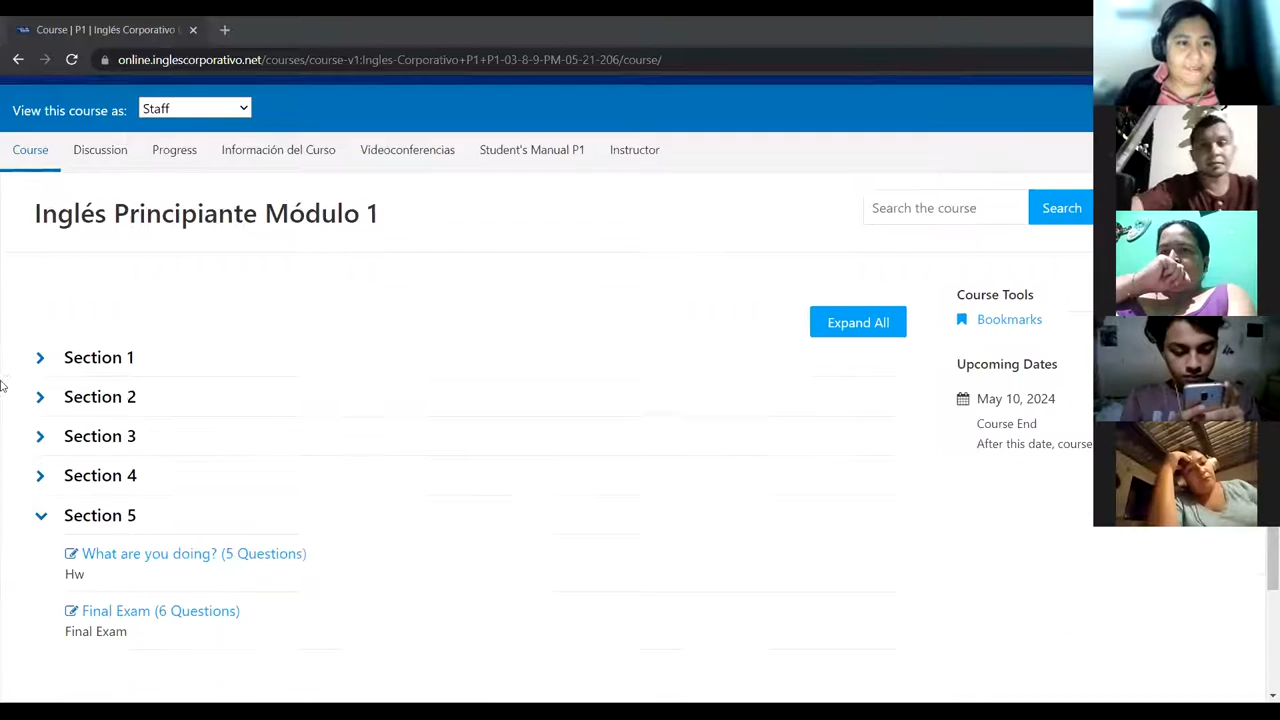 Course | P1 | Inglés Corporativo
online.inglescorporativo.net/courses/course-v1:Ingles-Corporativo+P1+P1-03-8-9-PM-05-21-206/course/
View this course as: Staff
Course Discussion Progress Información del Curso Videoconferencias Student's Manual P1 Instructor
Inglés Principiante Módulo 1
Search the course Search
Course Tools
Bookmarks
Expand All
Upcoming Dates
May 10, 2024
Course End
After this date, course
Section 1
Section 2
Section 3
Section 4
Section 5
What are you doing? (5 Questions)
Hw
Final Exam (6 Questions)
Final Exam